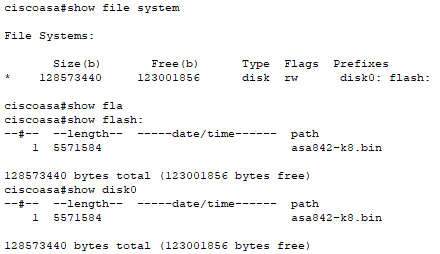 ciscoasa#show file system
File Systems:
Size(b) Free(b) Type Flags Prefixes
* 128573440 123001856 disk rw disk0: flash:
ciscoasa#show fla
ciscoasa#show flash:
--#-- --length-- -----date/time------ path
1 5571584 asa842-k8.bin
128573440 bytes total (123001856 bytes free)
ciscoasa#show disk0
--#-- --length-- -----date/time------ path
1 5571584 asa842-k8.bin
128573440 bytes total (123001856 bytes free)